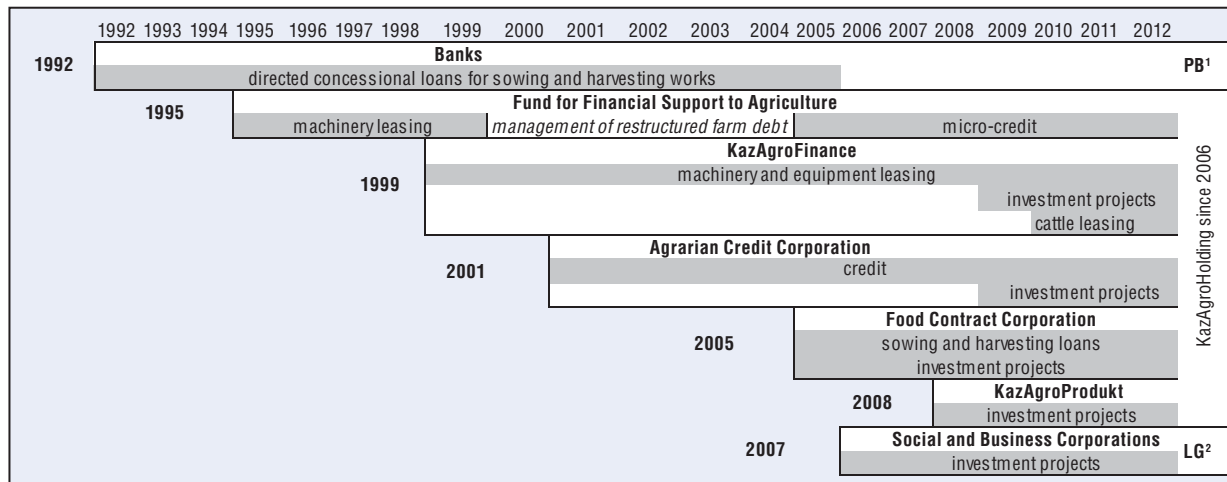 1992 1993 1994 1995 1996 1997 1998 1999 2000 2001 2002 2003 2004 2005 2006 2007 2008 2009 2010 2011 2012
1992
Banks
directed concessional loans for sowing and harvesting works
PB¹
1995
Fund for Financial Support to Agriculture
machinery leasing
management of restructured farm debt
micro-credit
1999
KazAgroFinance
machinery and equipment leasing
investment projects
cattle leasing
2001
Agrarian Credit Corporation
credit
investment projects
2005
Food Contract Corporation
sowing and harvesting loans
investment projects
2008
KazAgroProdukt
investment projects
KazAgroHolding since 2006
2007
Social and Business Corporations
investment projects
LG²